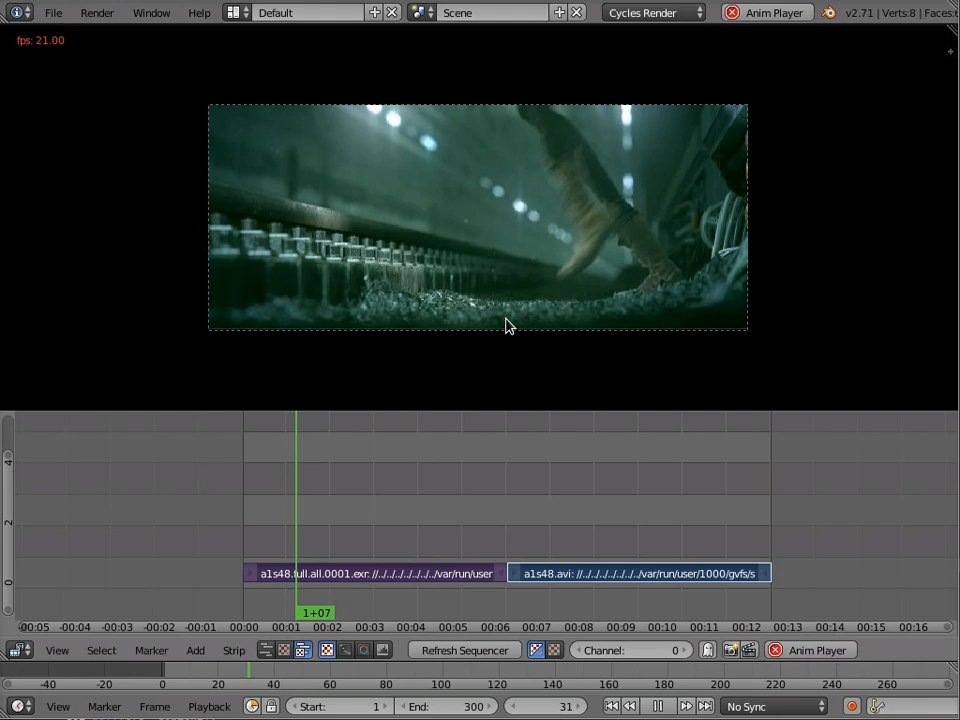 File Render Window Help Default Scene Cycles Render Anim Player v2.71 | Verts:8 | Faces:
fps: 21.00
4
2
0
a1s48.full.all.0001.exr: //../../../../../../../var/run/user
a1s48.avi: //../../../../../../../var/run/user/1000/gvfs/s
1+07
-00:05 -00:04 -00:03 -00:02 -00:01 00:00 00:01 00:02 00:03 00:04 00:05 00:06 00:07 00:08 00:09 00:10 00:11 00:12 00:13 00:14 00:15 00:16
View Select Marker Add Strip Refresh Sequencer Channel: 0 Anim Player
-40 -20 0 20 40 60 80 100 120 140 160 180 200 220 240 260
View Marker Frame Playback Start: 1 End: 300 31 No Sync